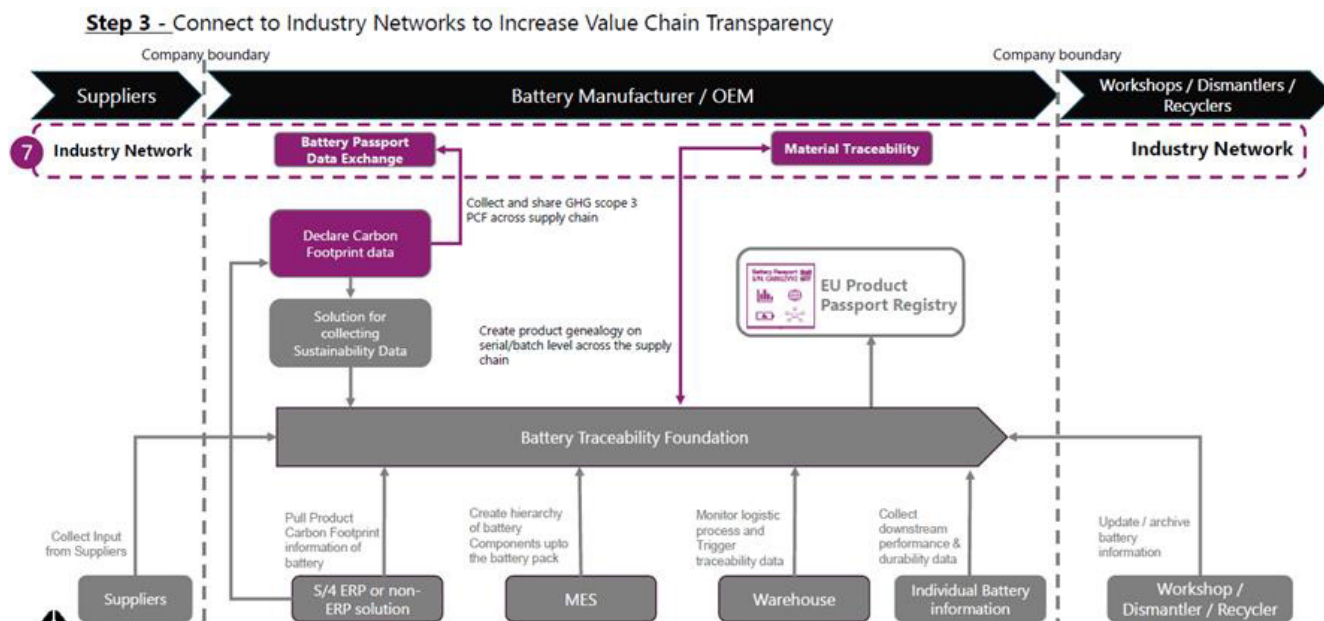 Step 3 - Connect to Industry Networks to Increase Value Chain Transparency
Company boundary
Company boundary
Suppliers
Battery Manufacturer / OEM
Workshops / Dismantlers /
Recyclers
7
Industry Network
Battery Passport
Data Exchange
Material Traceability
Industry Network
Collect and share GHG scope 3
PCF across supply chain
Declare Carbon
Footprint data
Battery Passport
EU Product
Passport Registry
Solution for
collecting
Sustainability Data
Create product genealogy on
serial/batch level across the supply
chain
Battery Traceability Foundation
Collect Input
from Suppliers
Pull Product
Carbon Footprint
information of
battery
Create hierarchy
of battery
Components upto
the battery pack
Monitor logistic
process and
Trigger
traceability data
Collect
downstream
performance &
durability data
Update / archive
battery
information
Suppliers
S/4 ERP or non-
ERP solution
MES
Warehouse
Individual Battery
information
Workshop /
Dismantler / Recycler